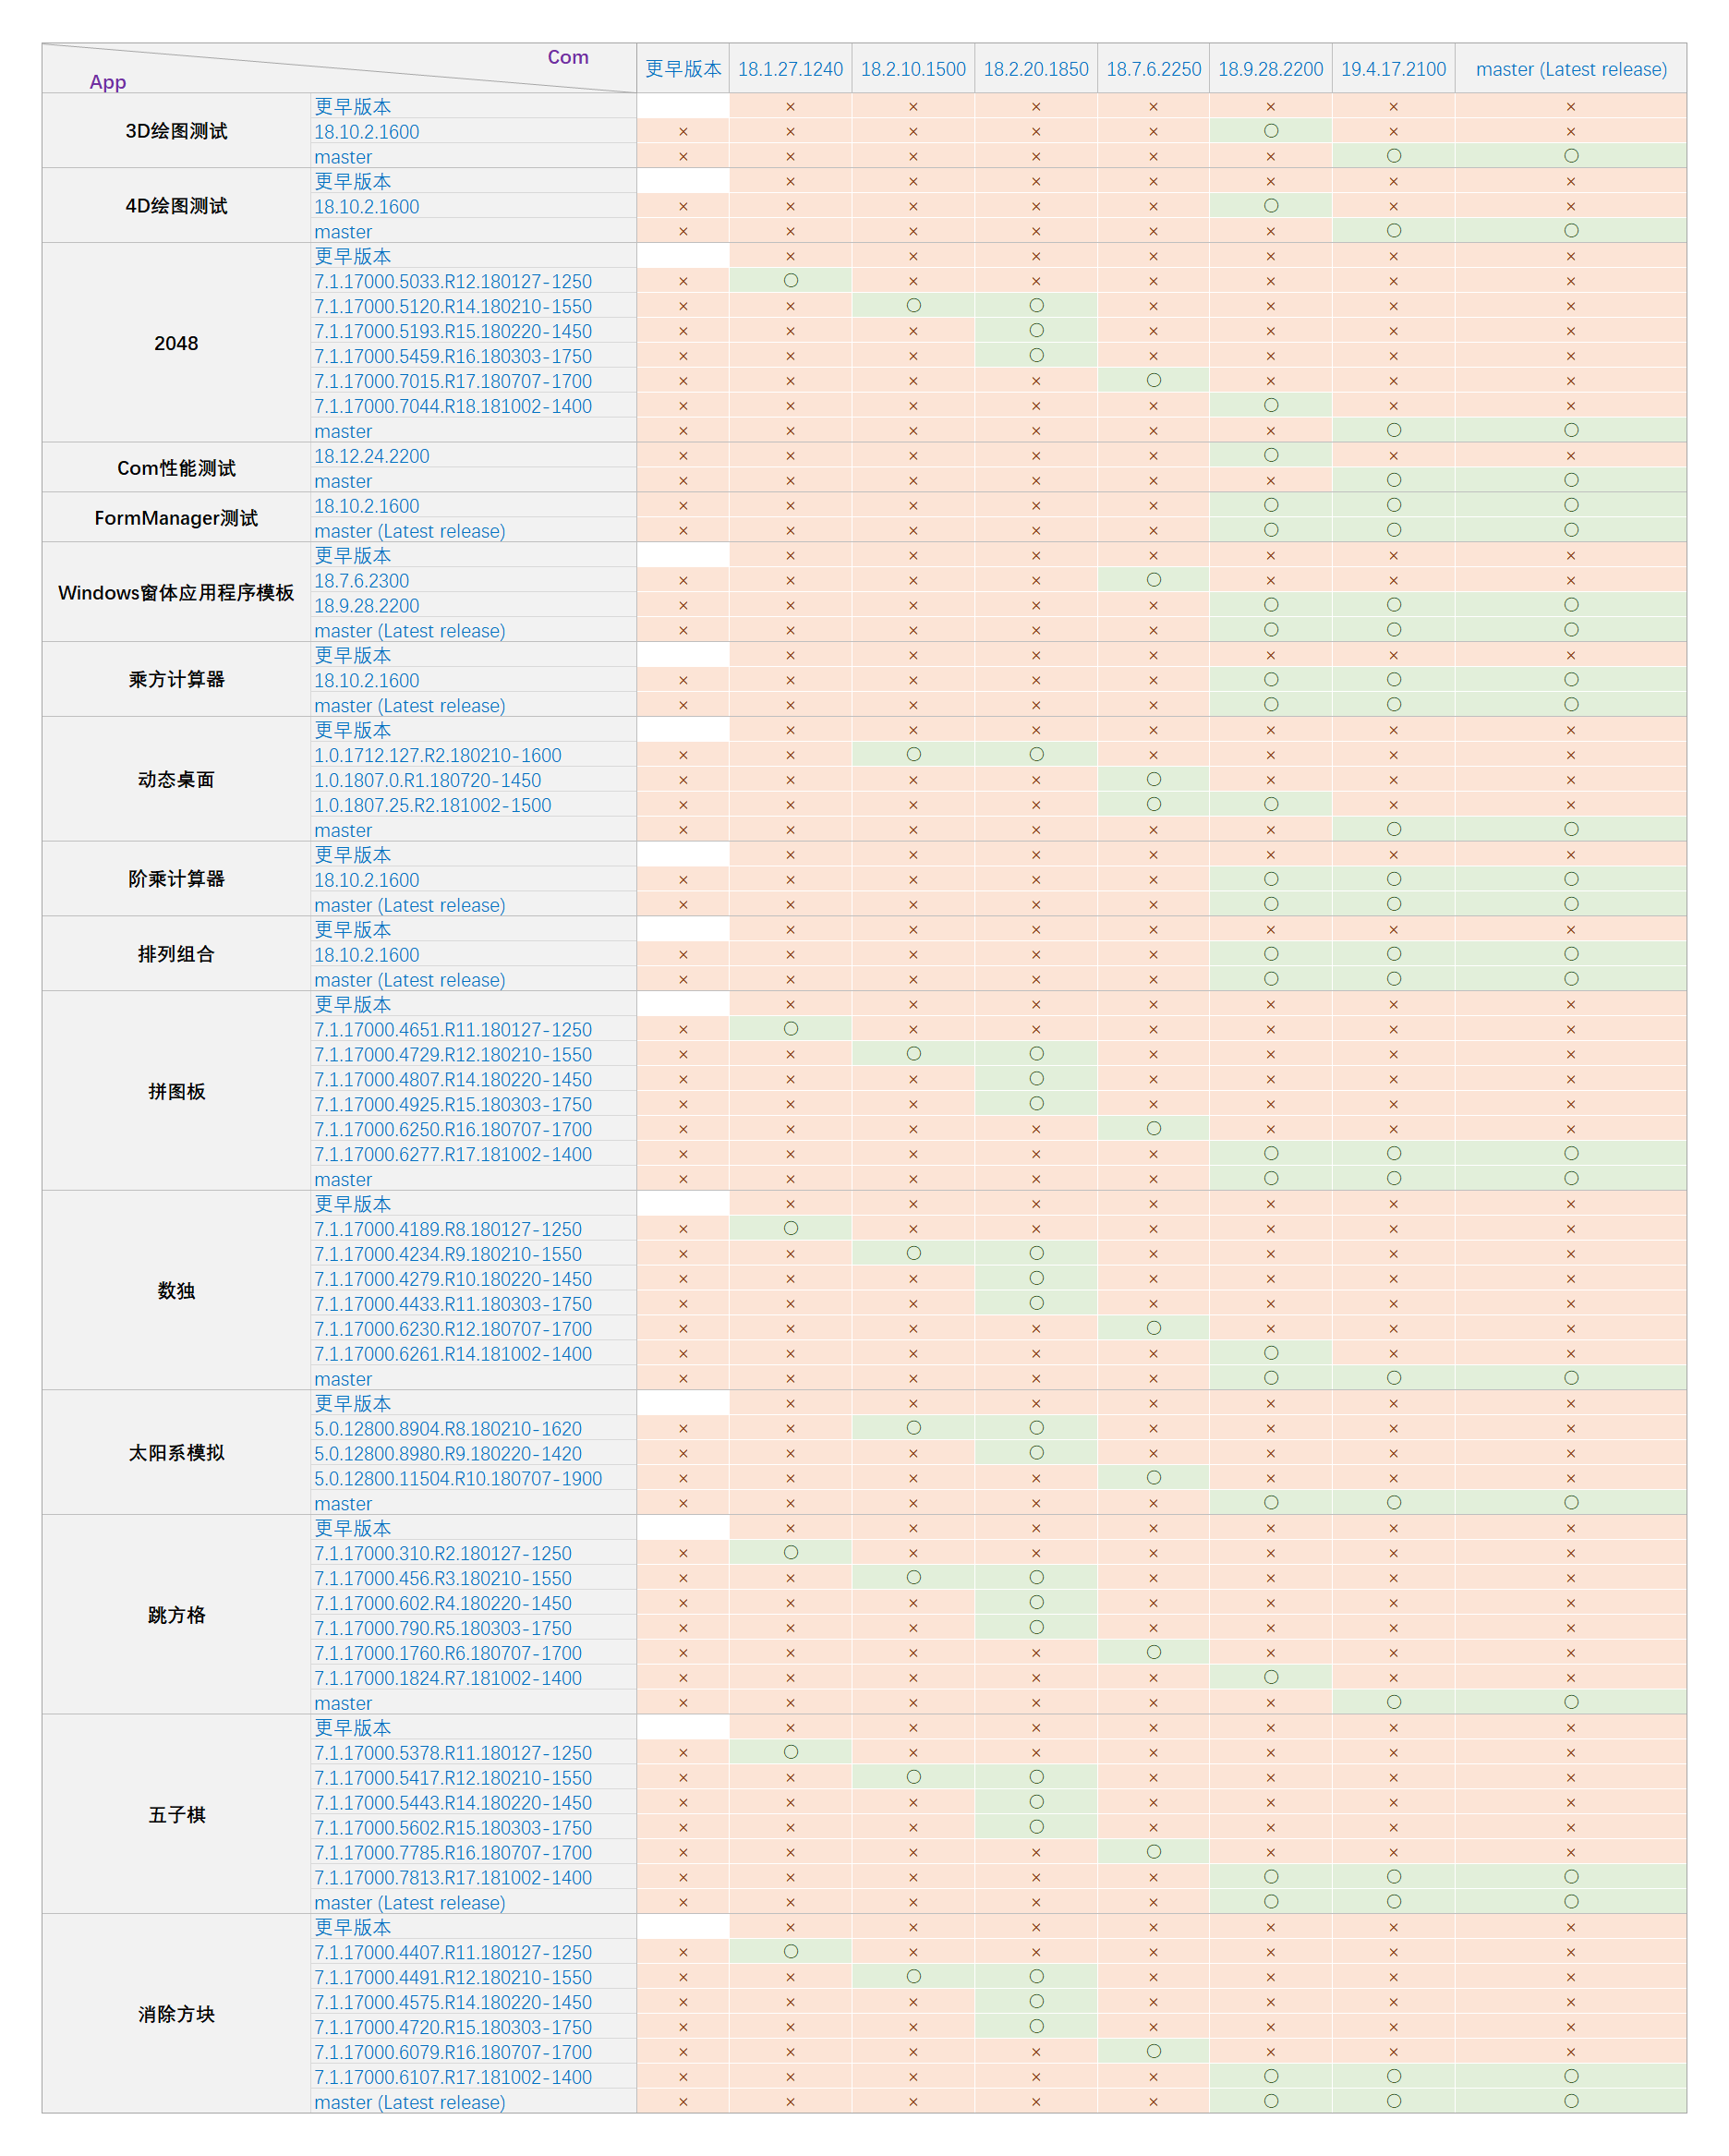 Com
App
更早版本 18.1.27.1240 18.2.10.1500 18.2.20.1850 18.7.6.2250 18.9.28.2200 19.4.17.2100 master (Latest release)
3D绘图测试
更早版本 × × × × × × ×
18.10.2.1600 × × × × × ○ × ×
master × × × × × × ○ ○
4D绘图测试
更早版本 × × × × × × ×
18.10.2.1600 × × × × × ○ × ×
master × × × × × × ○ ○
2048
更早版本 × × × × × × ×
7.1.17000.5033.R12.180127-1250 × ○ × × × × × ×
7.1.17000.5120.R14.180210-1550 × × ○ ○ × × × ×
7.1.17000.5193.R15.180220-1450 × × × ○ × × × ×
7.1.17000.5459.R16.180303-1750 × × × ○ × × × ×
7.1.17000.7015.R17.180707-1700 × × × × ○ × × ×
7.1.17000.7044.R18.181002-1400 × × × × × ○ × ×
master × × × × × × ○ ○
Com性能测试
18.12.24.2200 × × × × × ○ × ×
master × × × × × × ○ ○
FormManager测试
18.10.2.1600 × × × × × ○ ○ ○
master (Latest release) × × × × × ○ ○ ○
Windows窗体应用程序模板
更早版本 × × × × × × ×
18.7.6.2300 × × × × ○ × × ×
18.9.28.2200 × × × × × ○ ○ ○
master (Latest release) × × × × × ○ ○ ○
乘方计算器
更早版本 × × × × × × ×
18.10.2.1600 × × × × × ○ ○ ○
master (Latest release) × × × × × ○ ○ ○
动态桌面
更早版本 × × × × × × ×
1.0.1712.127.R2.180210-1600 × × ○ ○ × × × ×
1.0.1807.0.R1.180720-1450 × × × × ○ × × ×
1.0.1807.25.R2.181002-1500 × × × × ○ ○ × ×
master × × × × × × ○ ○
阶乘计算器
更早版本 × × × × × × ×
18.10.2.1600 × × × × × ○ ○ ○
master (Latest release) × × × × × ○ ○ ○
排列组合
更早版本 × × × × × × ×
18.10.2.1600 × × × × × ○ ○ ○
master (Latest release) × × × × × ○ ○ ○
拼图板
更早版本 × × × × × × ×
7.1.17000.4651.R11.180127-1250 × ○ × × × × × ×
7.1.17000.4729.R12.180210-1550 × × ○ ○ × × × ×
7.1.17000.4807.R14.180220-1450 × × × ○ × × × ×
7.1.17000.4925.R15.180303-1750 × × × ○ × × × ×
7.1.17000.6250.R16.180707-1700 × × × × ○ × × ×
7.1.17000.6277.R17.181002-1400 × × × × × ○ ○ ○
master × × × × × ○ ○ ○
数独
更早版本 × × × × × × ×
7.1.17000.4189.R8.180127-1250 × ○ × × × × × ×
7.1.17000.4234.R9.180210-1550 × × ○ ○ × × × ×
7.1.17000.4279.R10.180220-1450 × × × ○ × × × ×
7.1.17000.4433.R11.180303-1750 × × × ○ × × × ×
7.1.17000.6230.R12.180707-1700 × × × × ○ × × ×
7.1.17000.6261.R14.181002-1400 × × × × × ○ × ×
master × × × × × ○ ○ ○
太阳系模拟
更早版本 × × × × × × ×
5.0.12800.8904.R8.180210-1620 × × ○ ○ × × × ×
5.0.12800.8980.R9.180220-1420 × × × ○ × × × ×
5.0.12800.11504.R10.180707-1900 × × × × ○ × × ×
master × × × × × ○ ○ ○
跳方格
更早版本 × × × × × × ×
7.1.17000.310.R2.180127-1250 × ○ × × × × × ×
7.1.17000.456.R3.180210-1550 × × ○ ○ × × × ×
7.1.17000.602.R4.180220-1450 × × × ○ × × × ×
7.1.17000.790.R5.180303-1750 × × × ○ × × × ×
7.1.17000.1760.R6.180707-1700 × × × × ○ × × ×
7.1.17000.1824.R7.181002-1400 × × × × × ○ × ×
master × × × × × × ○ ○
五子棋
更早版本 × × × × × × ×
7.1.17000.5378.R11.180127-1250 × ○ × × × × × ×
7.1.17000.5417.R12.180210-1550 × × ○ ○ × × × ×
7.1.17000.5443.R14.180220-1450 × × × ○ × × × ×
7.1.17000.5602.R15.180303-1750 × × × ○ × × × ×
7.1.17000.7785.R16.180707-1700 × × × × ○ × × ×
7.1.17000.7813.R17.181002-1400 × × × × × ○ ○ ○
master (Latest release) × × × × × ○ ○ ○
消除方块
更早版本 × × × × × × ×
7.1.17000.4407.R11.180127-1250 × ○ × × × × × ×
7.1.17000.4491.R12.180210-1550 × × ○ ○ × × × ×
7.1.17000.4575.R14.180220-1450 × × × ○ × × × ×
7.1.17000.4720.R15.180303-1750 × × × ○ × × × ×
7.1.17000.6079.R16.180707-1700 × × × × ○ × × ×
7.1.17000.6107.R17.181002-1400 × × × × × ○ ○ ○
master (Latest release) × × × × × ○ ○ ○